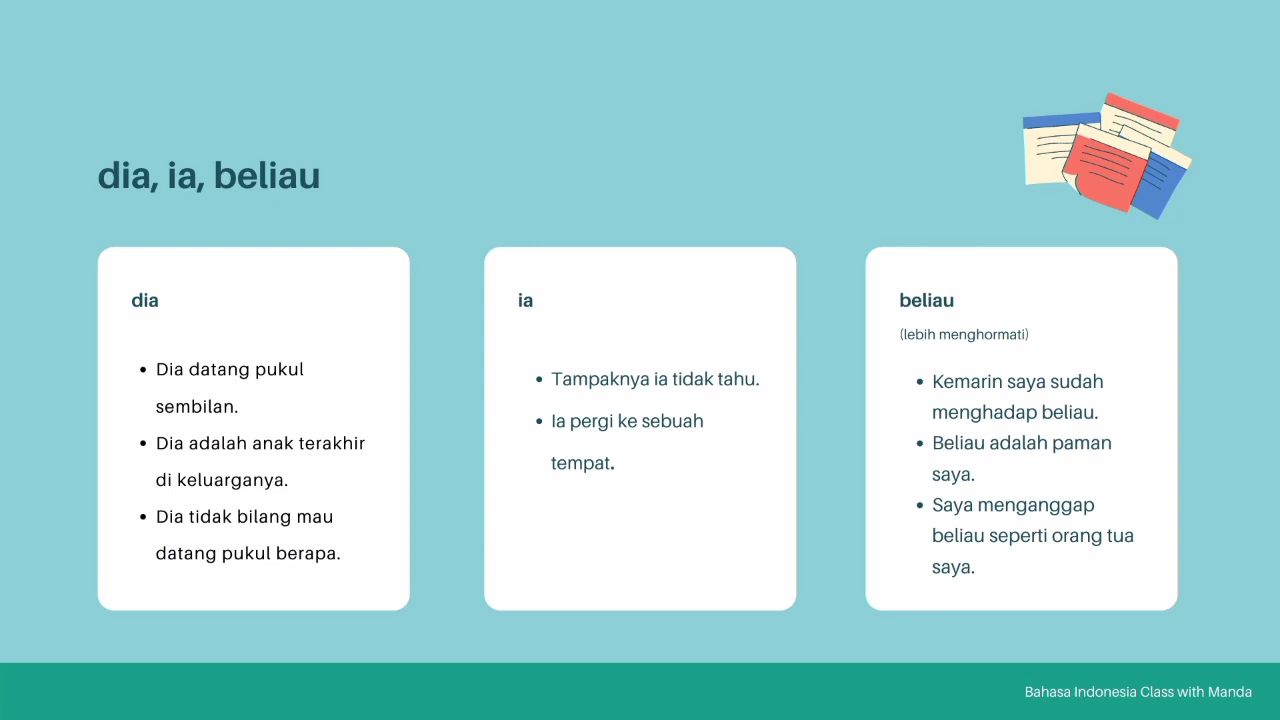 dia, ia, beliau
dia
• Dia datang pukul
sembilan.
• Dia adalah anak terakhir
di keluarganya.
• Dia tidak bilang mau
datang pukul berapa.
ia
• Tampaknya ia tidak tahu.
• Ia pergi ke sebuah
tempat.
beliau
(lebih menghormati)
• Kemarin saya sudah
menghadap beliau.
• Beliau adalah paman
saya.
• Saya menganggap
beliau seperti orang tua
saya.
Bahasa Indonesia Class with Manda